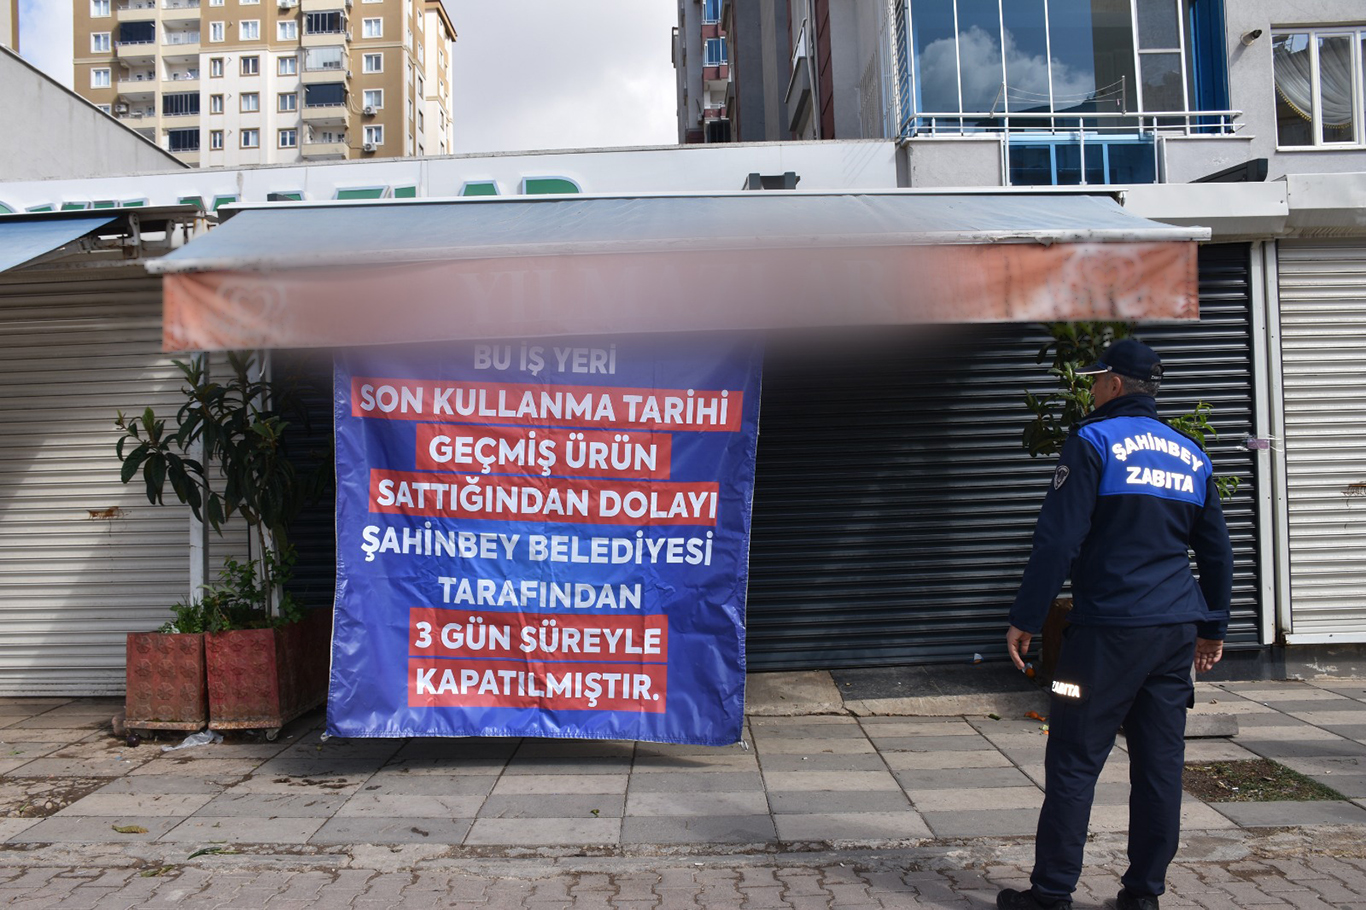 BU İŞ YERİ
SON KULLANMA TARİHİ
GEÇMİŞ ÜRÜN
SATTIĞINDAN DOLAYI
ŞAHİNBEY BELEDİYESİ
TARAFINDAN
3 GÜN SÜREYLE
KAPATILMIŞTIR.
ŞAHİNBEY
ZABITA
ZABITA